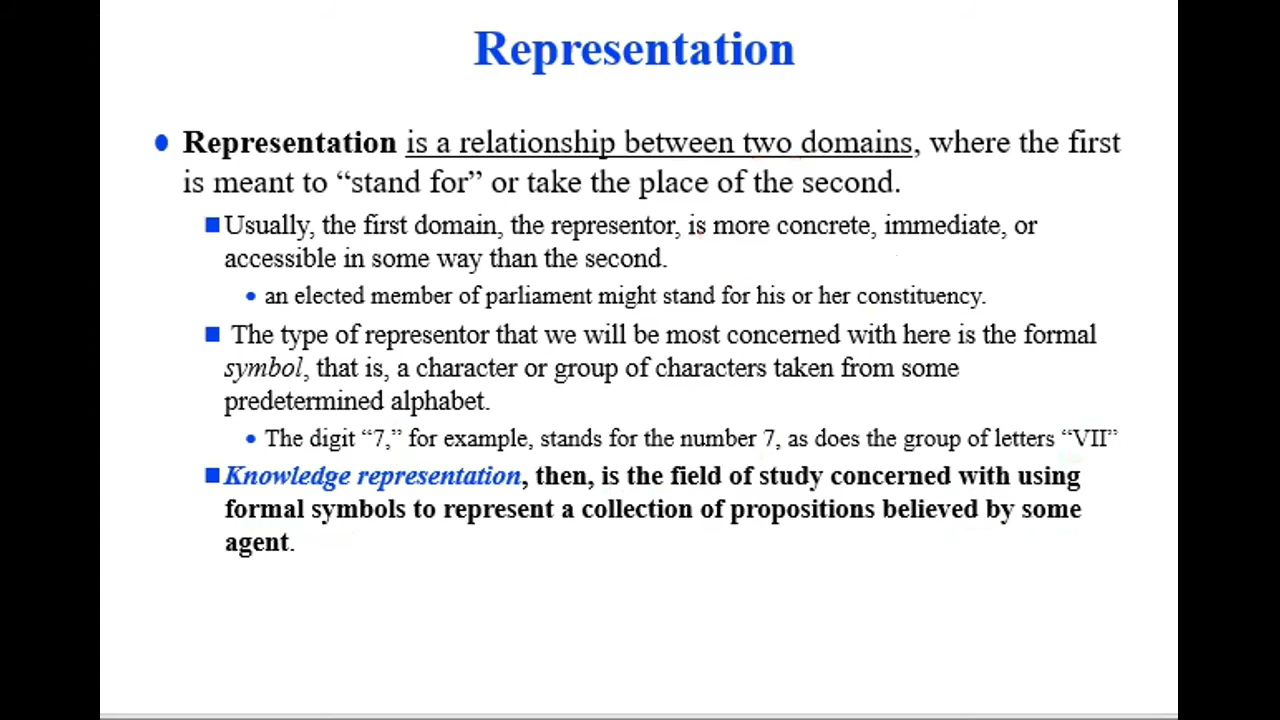 Representation
Representation is a relationship between two domains, where the first
is meant to “stand for” or take the place of the second.
Usually, the first domain, the representor, is more concrete, immediate, or
accessible in some way than the second.
an elected member of parliament might stand for his or her constituency.
The type of representor that we will be most concerned with here is the formal
symbol, that is, a character or group of characters taken from some
predetermined alphabet.
The digit “7,” for example, stands for the number 7, as does the group of letters “VII”
Knowledge representation, then, is the field of study concerned with using
formal symbols to represent a collection of propositions believed by some
agent.